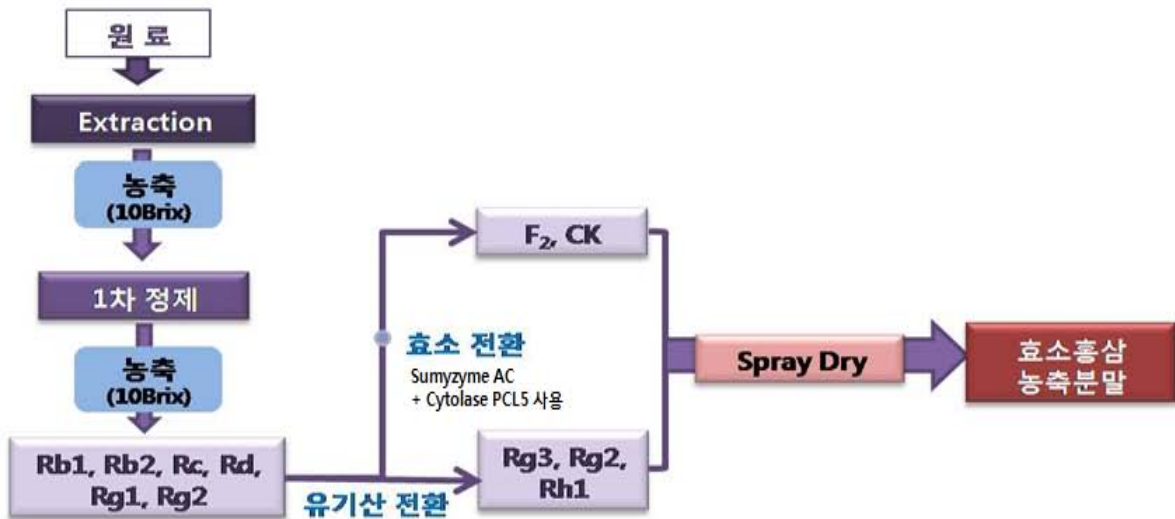 원 료
Extraction
농축
(10Brix)
1차 정제
농축
(10Brix)
Rb1, Rb2, Rc, Rd,
Rg1, Rg2
F₂, CK
효소 전환
Sumyzyme AC
+ Cytolase PCL5 사용
유기산 전환
Rg3, Rg2,
Rh1
Spray Dry
효소홍삼
농축분말